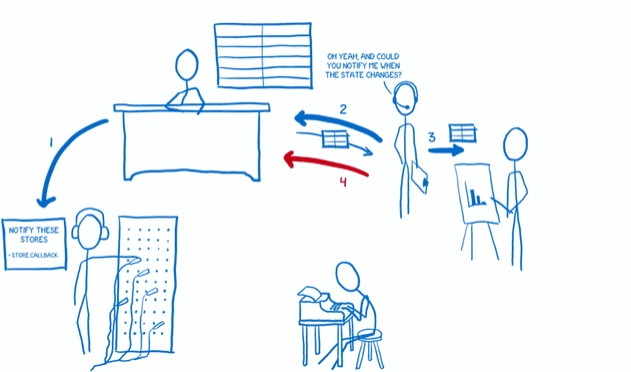 OH YEAH, AND COULD
YOU NOTIFY ME WHEN
THE STATE CHANGES?
2
1
3
4
NOTIFY THESE
STORES
• STORE CALLBACK